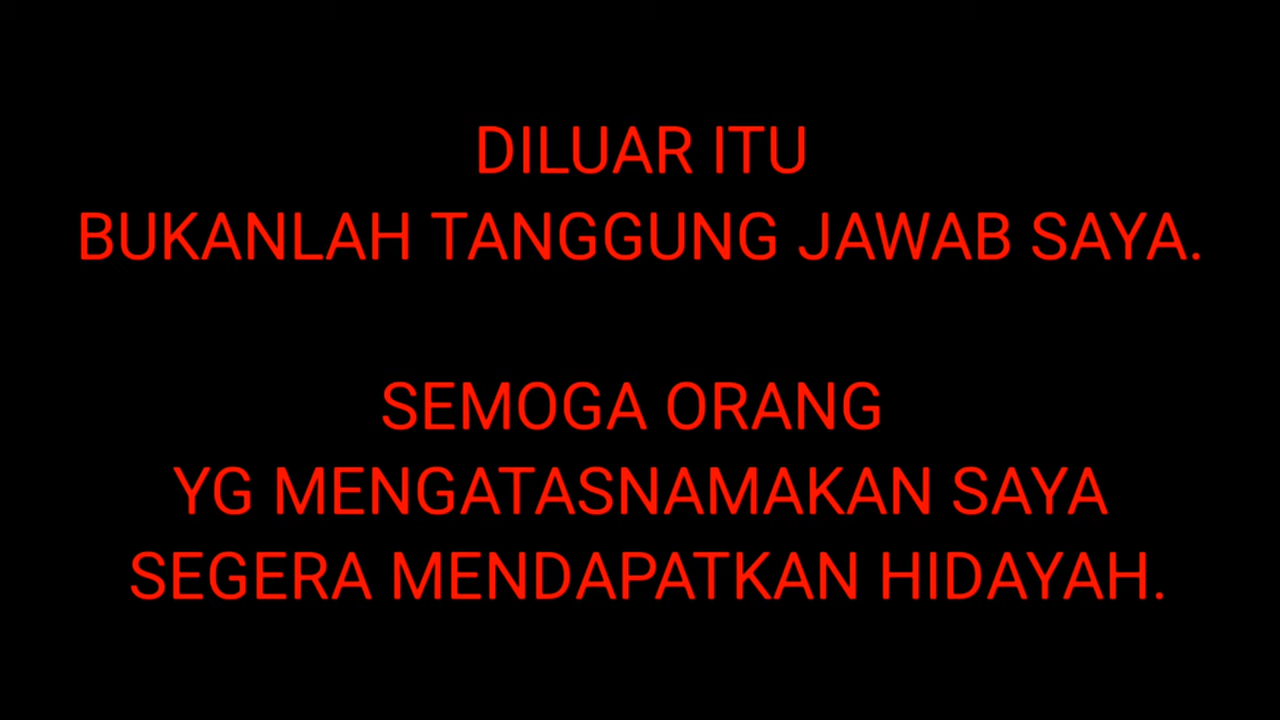 DILUAR ITU
BUKANLAH TANGGUNG JAWAB SAYA.
SEMOGA ORANG
YG MENGATASNAMAKAN SAYA
SEGERA MENDAPATKAN HIDAYAH.